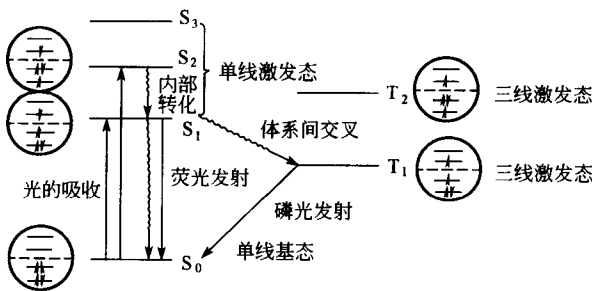 S₃
S₂
单线激发态
内部
转化
T₂
三线激发态
S₁
体系间交叉
T₁
三线激发态
光的吸收
荧光发射
磷光发射
单线基态
S₀